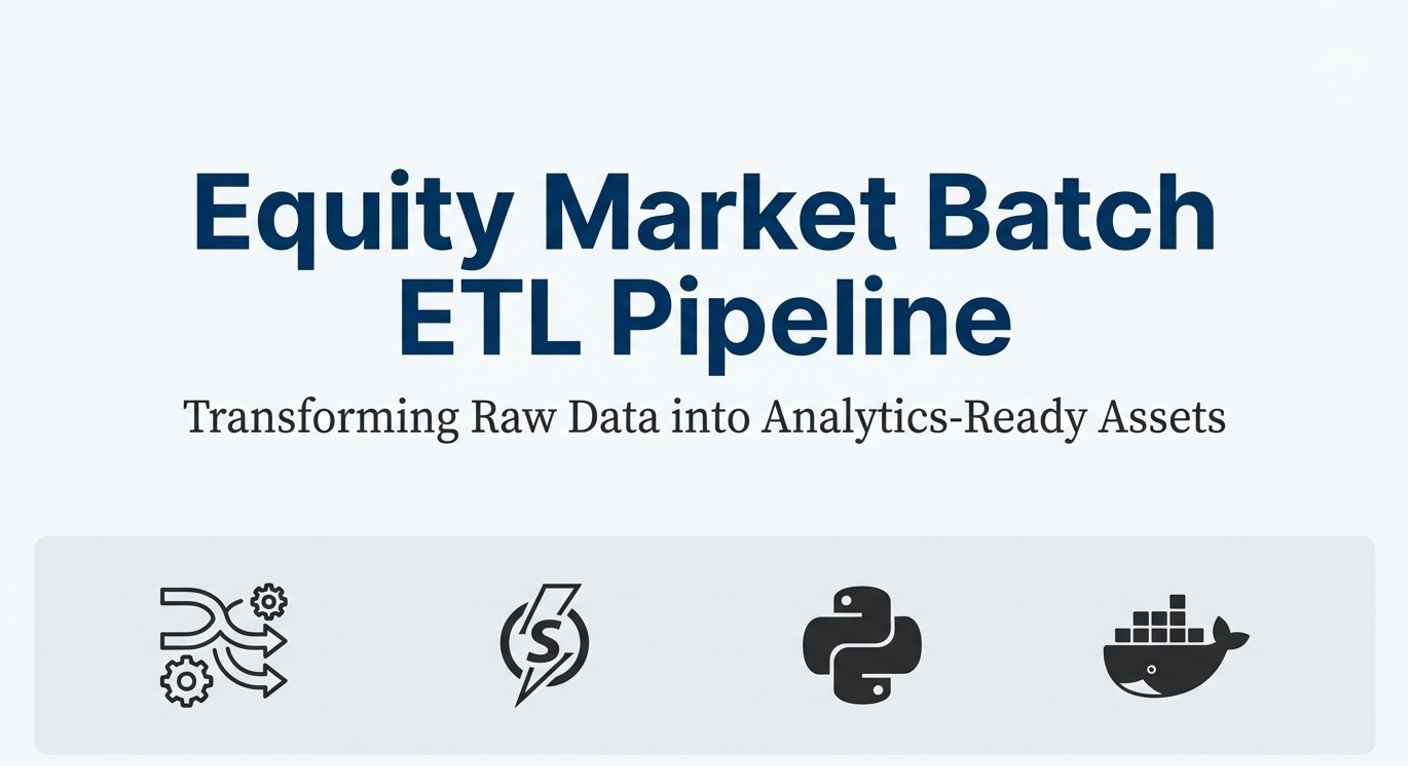 Equity Market Batch
ETL Pipeline
Transforming Raw Data into Analytics-Ready Assets
S